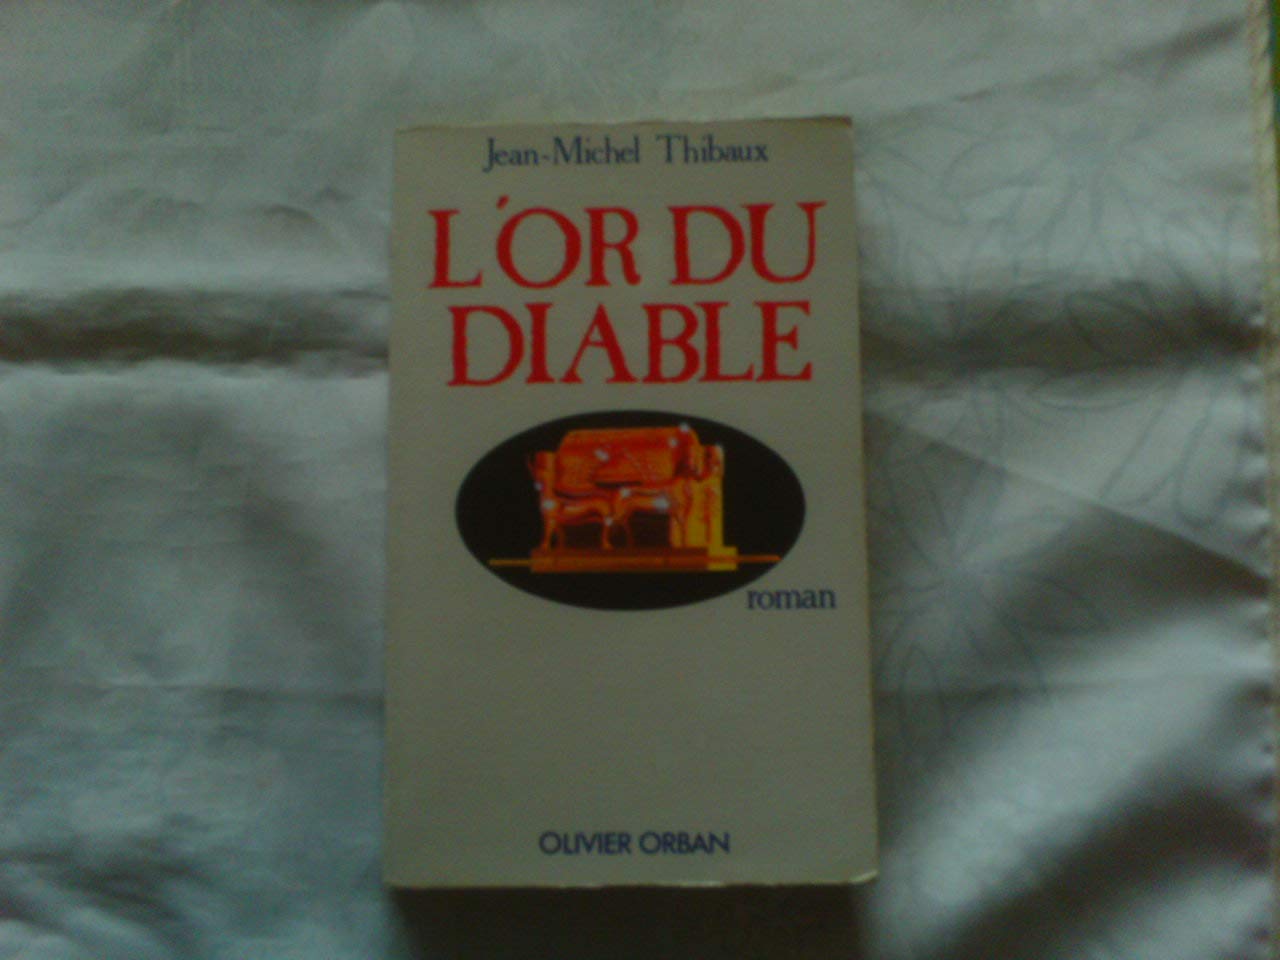 Jean-Michel Thibaux
L'OR DU
DIABLE
roman
OLIVIER ORBAN